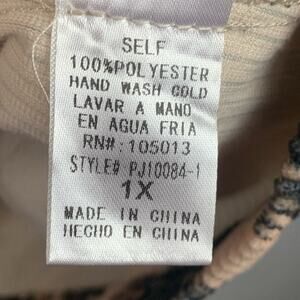 SELF
100%POLYESTER
HAND WASH COLD
LAVAR A MANO
EN AGUA FRIA
RN#: 105013
STYLE# PJ10084-1
1X
MADE IN CHINA
HECHO EN CHINA